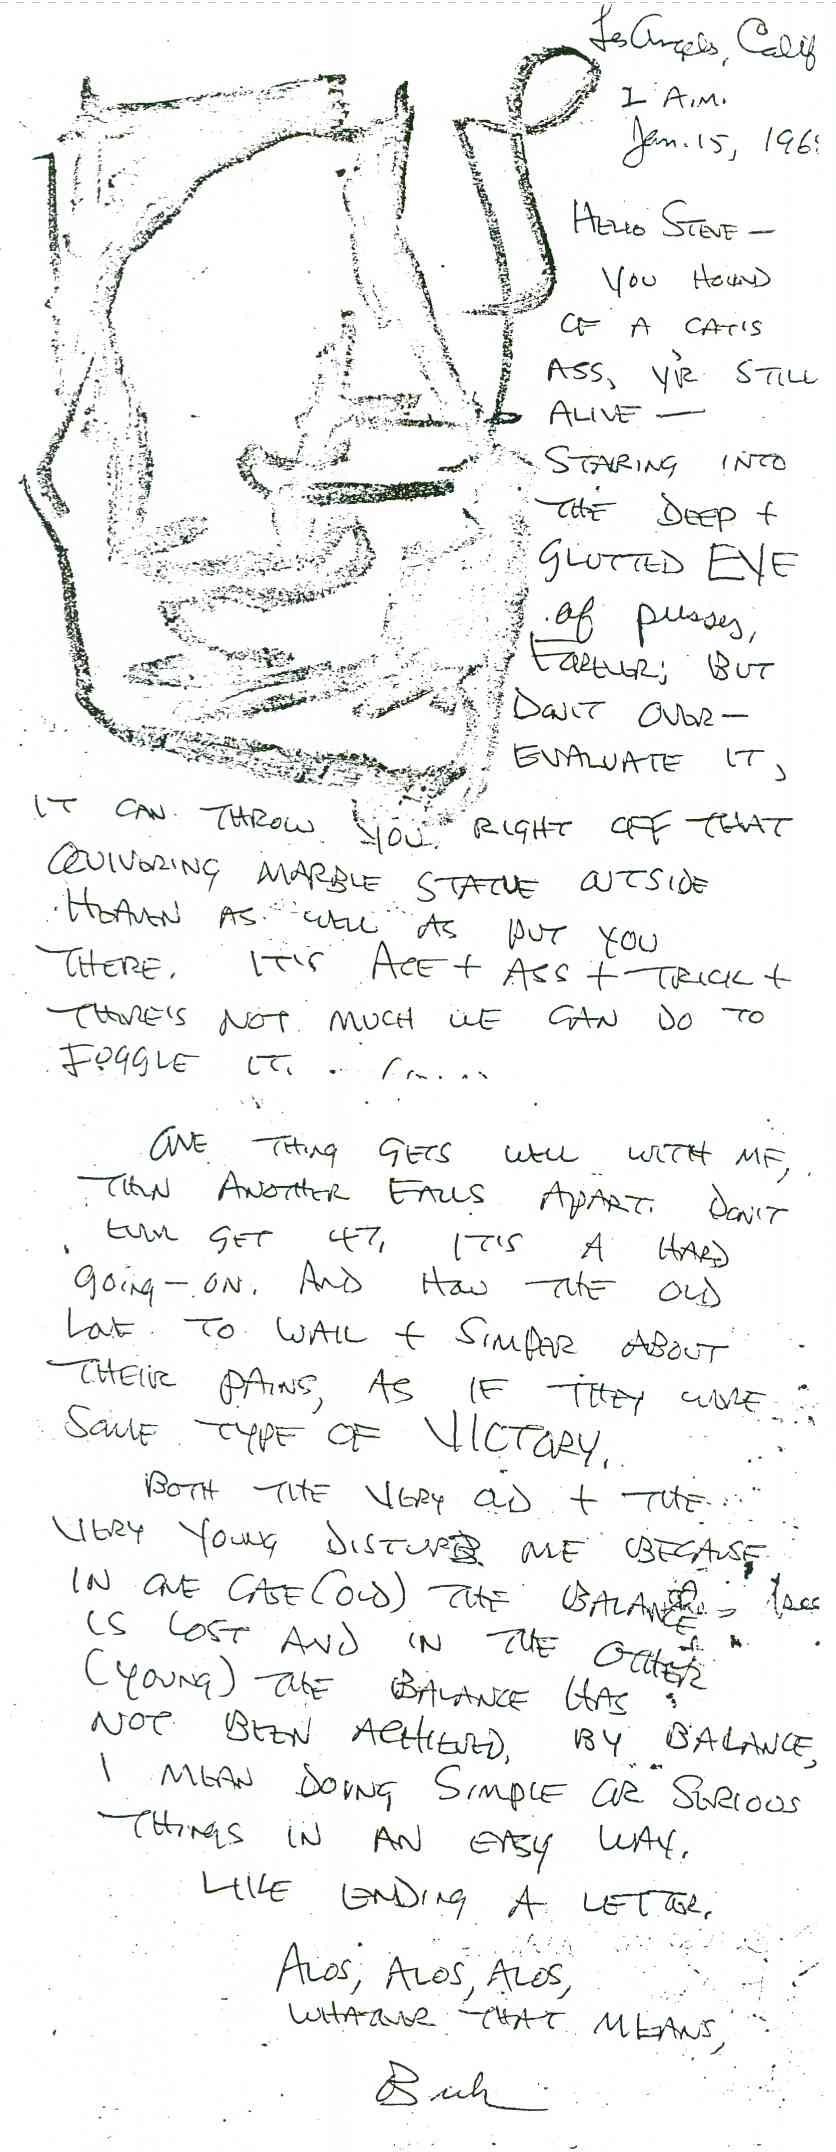 Los Angeles, Calif
1 A.M.
Jan. 15, 196
HELLO STEVE —
YOU HOUND
OF A CAT'S
ASS, Y'R STILL
ALIVE —
STARING INTO
THE DEEP +
GLUTTED EYE
of pussy,
FOREVER; BUT
DON'T OVER-
EVALUATE IT,
IT CAN THROW YOU RIGHT OFF THAT
QUIVERING MARBLE STATUE OUTSIDE
HEAVEN AS WELL AS PUT YOU
THERE. IT'S ACE + ASS + TRICK +
THERE'S NOT MUCH WE CAN DO TO
IT. . . . . . .
ONE THING GETS WELL WITH ME,
THEN ANOTHER FALLS APART. DON'T
EVER GET 47, IT'S A HARD
GOING-ON. AND HOW THE OLD
LOVE TO WAIL + SIMPER ABOUT
THEIR PAINS, AS IF THEY WERE
SOME TYPE OF VICTORY.
BOTH THE VERY OLD + THE
VERY YOUNG DISTURB ME BECAUSE
IN ONE CASE (OLD) THE BALANCE
IS LOST AND IN THE OTHER
(YOUNG) THE BALANCE HAS
NOT BEEN ACHIEVED. BY BALANCE,
I MEAN DOING SIMPLE OR SERIOUS
THINGS IN AN EASY WAY.
LIKE ENDING A LETTER.
ALOS, ALOS, ALOS,
WHATEVER THAT MEANS,
Buk